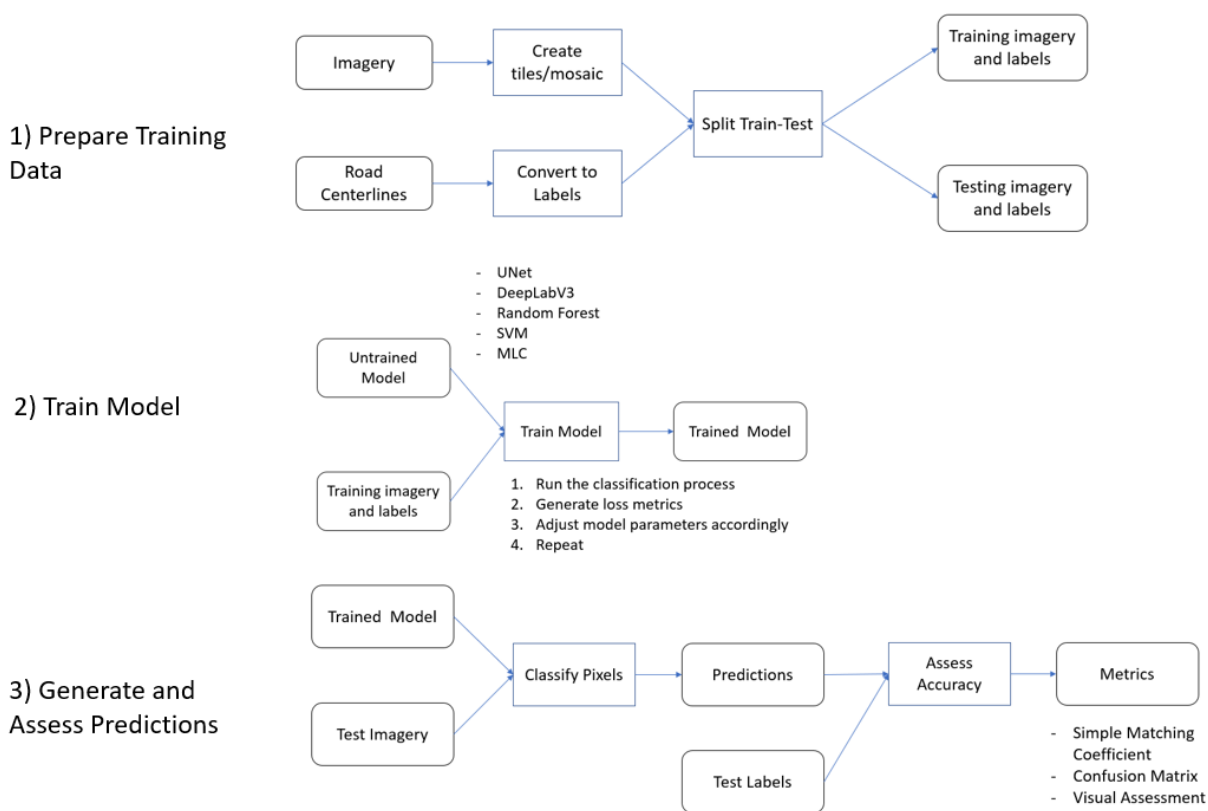 1) Prepare Training
Data
Imagery
Create
tiles/mosaic
Road
Centerlines
Convert to
Labels
Split Train-Test
Training imagery
and labels
Testing imagery
and labels
2) Train Model
- UNet
- DeepLabV3
- Random Forest
- SVM
- MLC
Untrained
Model
Training imagery
and labels
Train Model
Trained Model
1. Run the classification process
2. Generate loss metrics
3. Adjust model parameters accordingly
4. Repeat
3) Generate and
Assess Predictions
Trained Model
Test Imagery
Classify Pixels
Predictions
Test Labels
Assess
Accuracy
Metrics
- Simple Matching
Coefficient
- Confusion Matrix
- Visual Assessment